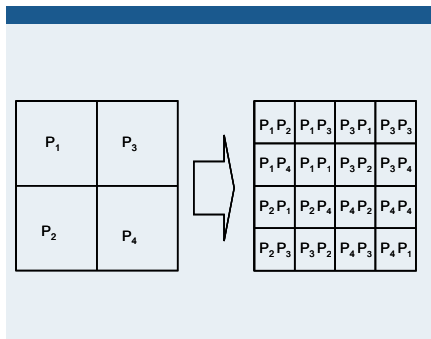 P₁ P₃
P₂ P₄
P₁P₂ P₁P₃ P₃P₁ P₃P₃
P₁P₄ P₁P₁ P₃P₂ P₃P₄
P₂P₁ P₂P₄ P₄P₂ P₄P₄
P₂P₃ P₃P₂ P₄P₃ P₄P₁